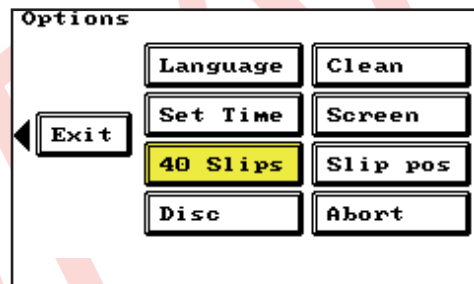 Options
Language Clean
Set Time Screen
Exit
40 Slips Slip pos
Disc Abort